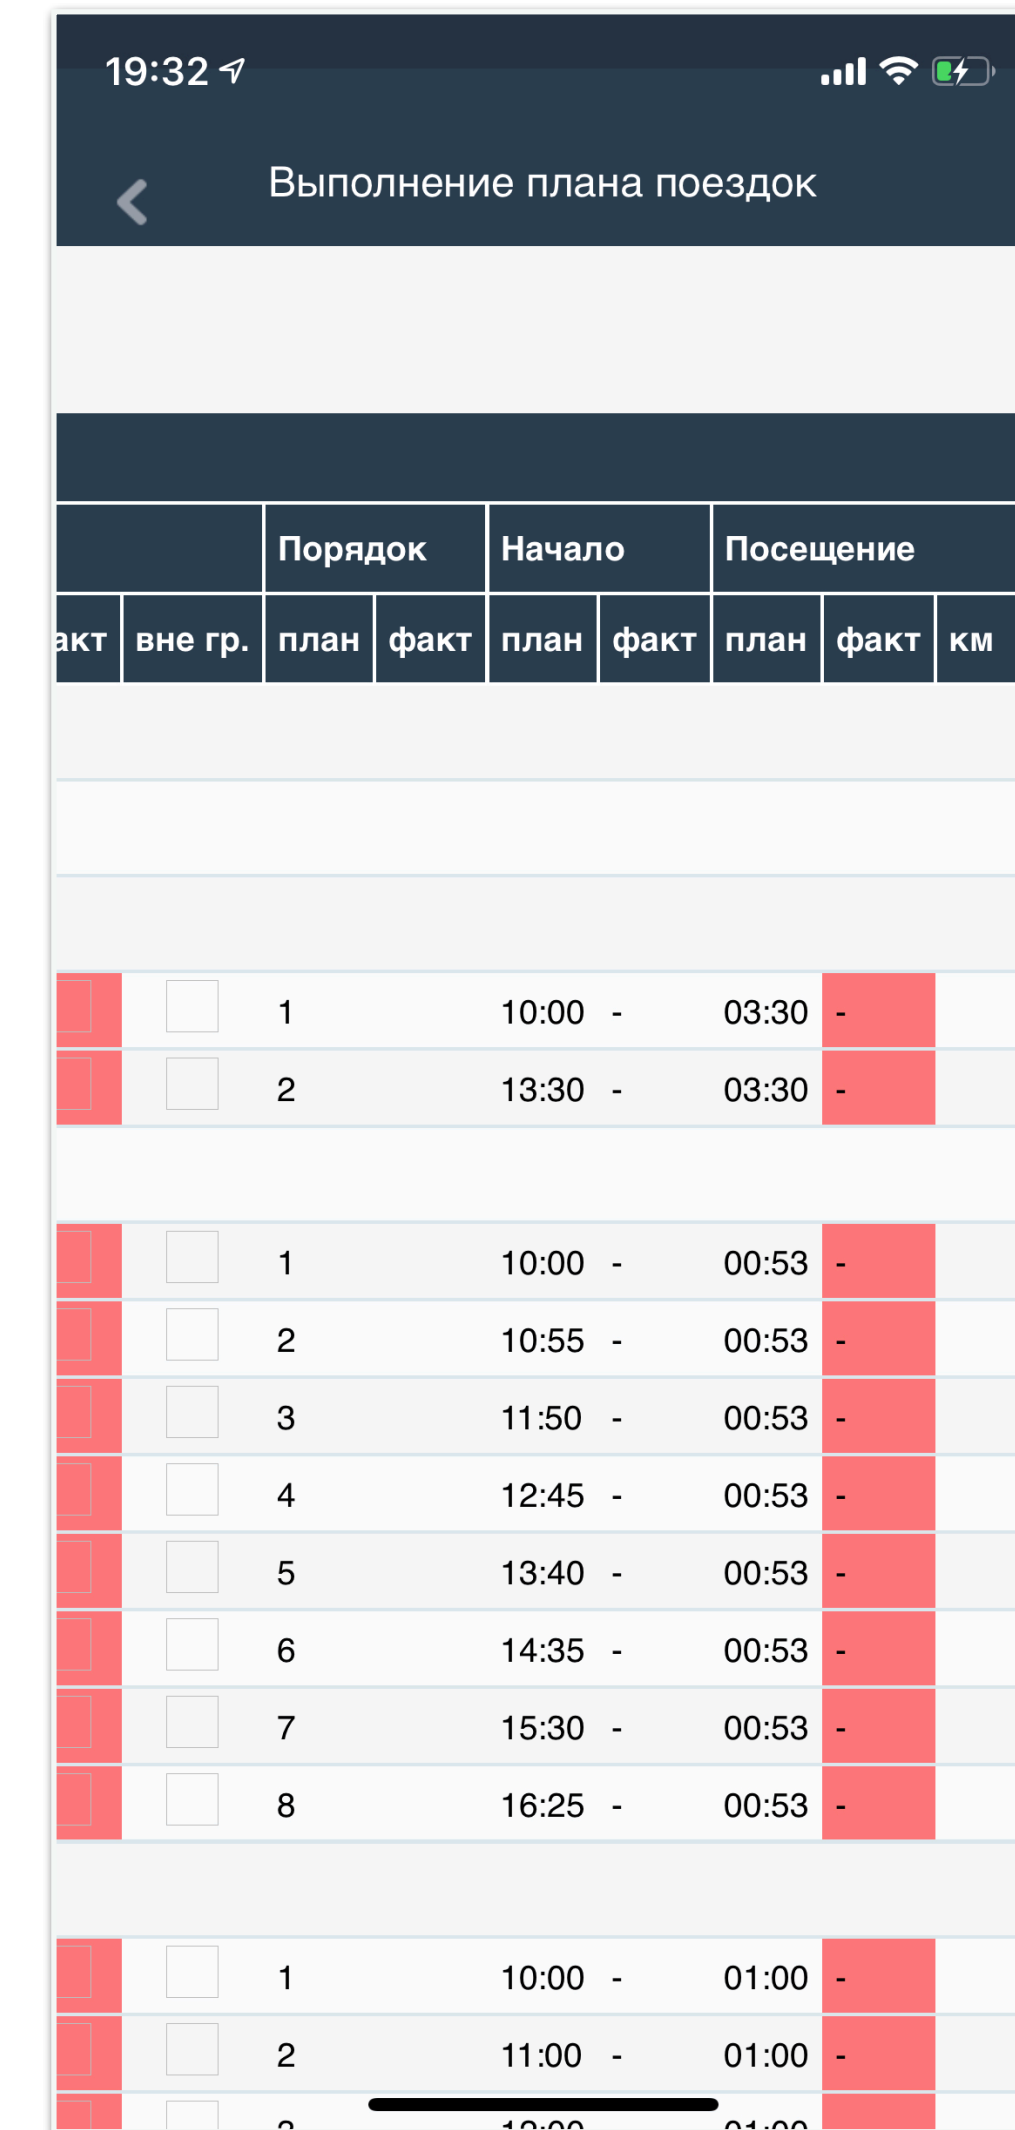 19:32
Выполнение плана поездок
Порядок Начало Посещение
акт вне гр. план факт план факт план факт км
1 10:00 - 03:30 -
2 13:30 - 03:30 -
1 10:00 - 00:53 -
2 10:55 - 00:53 -
3 11:50 - 00:53 -
4 12:45 - 00:53 -
5 13:40 - 00:53 -
6 14:35 - 00:53 -
7 15:30 - 00:53 -
8 16:25 - 00:53 -
1 10:00 - 01:00 -
2 11:00 - 01:00 -